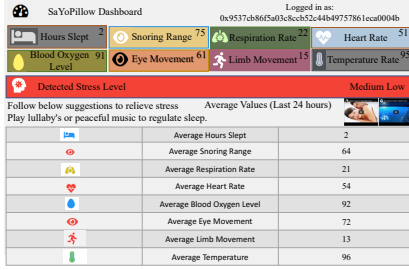 SaYoPillow Dashboard
Logged in as:
0x9537cb86f5a03c8ccb52c44b49757861eca0004b
Hours Slept 2
Snoring Range 75
Respiration Rate 22
Heart Rate 51
Blood Oxygen Level 91
Eye Movement 61
Limb Movement 15
Temperature Rate 95
Detected Stress Level Medium Low
Follow below suggestions to relieve stress
Average Values (Last 24 hours)
Play lullaby's or peaceful music to regulate sleep.
Average Hours Slept 2
Average Snoring Range 64
Average Respiration Rate 21
Average Heart Rate 54
Average Blood Oxygen Level 92
Average Eye Movement 72
Average Limb Movement 13
Average Temperature 96